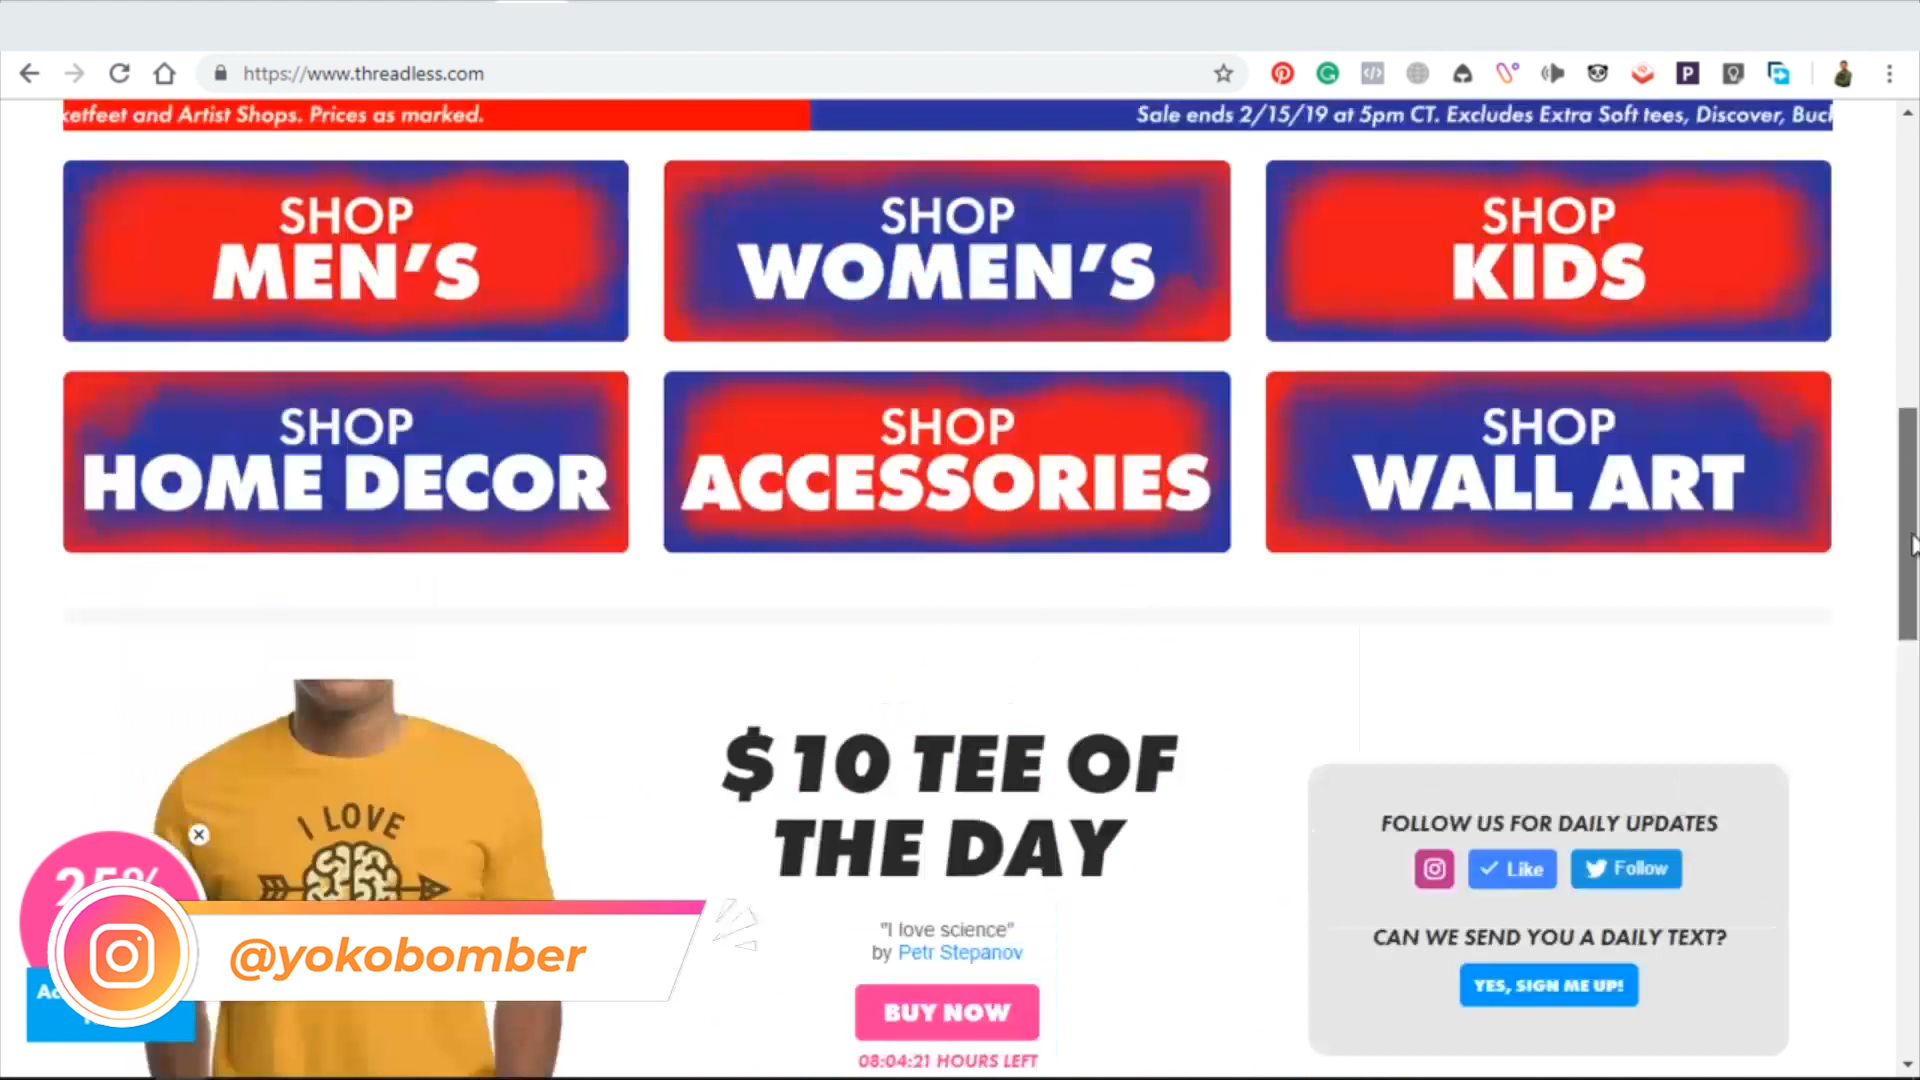 https://www.threadless.com
and Artist Shops. Prices as marked.
Sale ends 2/15/19 at 5pm CT. Excludes Extra Soft tees, Discover,
SHOP
MEN'S
SHOP
WOMEN'S
SHOP
KIDS
SHOP
HOME DECOR
SHOP
ACCESSORIES
SHOP
WALL ART
I LOVE
$10 TEE OF
THE DAY
"I love science"
by Petr Stepanov
BUY NOW
08:04:21 HOURS LEFT
FOLLOW US FOR DAILY UPDATES
Like
Follow
CAN WE SEND YOU A DAILY TEXT?
YES, SIGN ME UP!
25%
@yokobomber